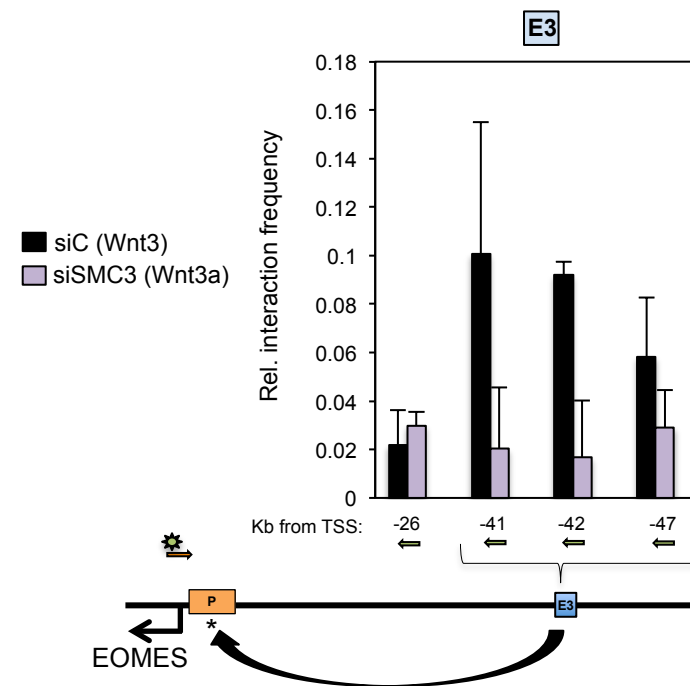 E3
Rel. interaction frequency
0.18
0.16
0.14
0.12
0.1
0.08
0.06
0.04
0.02
0
siC (Wnt3)
siSMC3 (Wnt3a)
Kb from TSS: -26 -41 -42 -47
P E3
*
EOMES